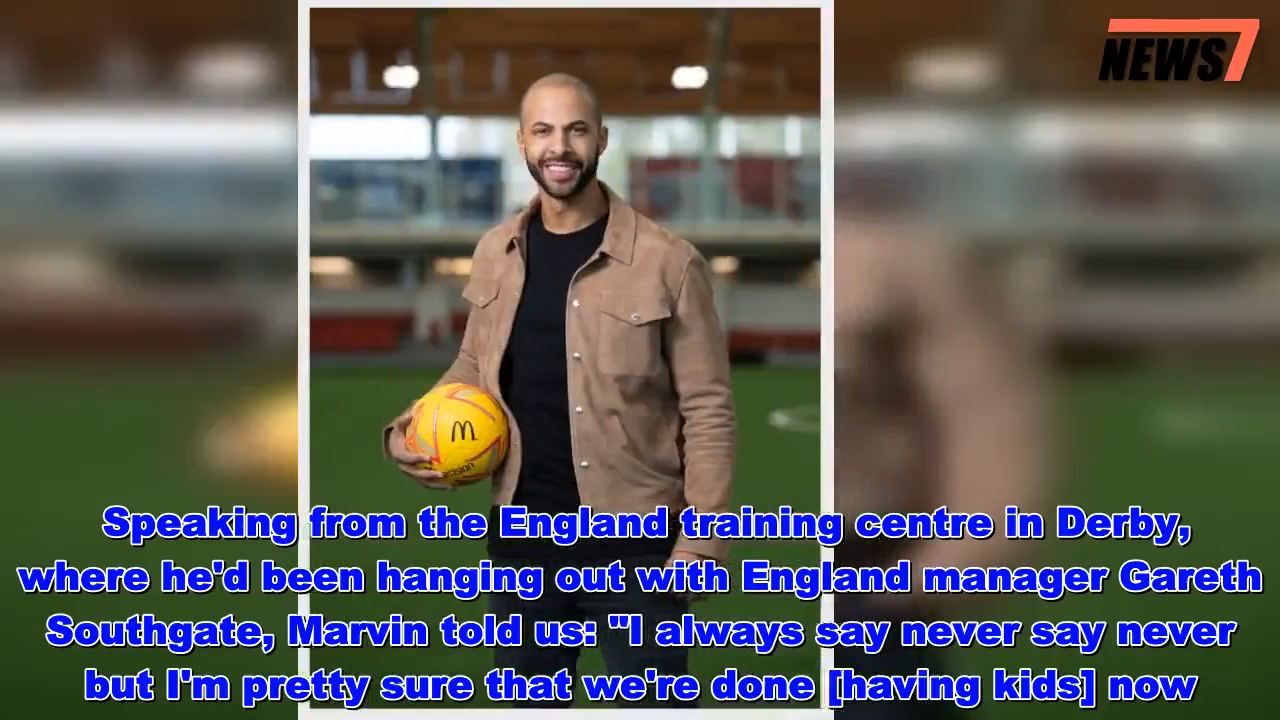 NEWS7
M
Speaking from the England training centre in Derby,
where he'd been hanging out with England manager Gareth
Southgate, Marvin told us: "I always say never say never
but I'm pretty sure that we're done [having kids] now